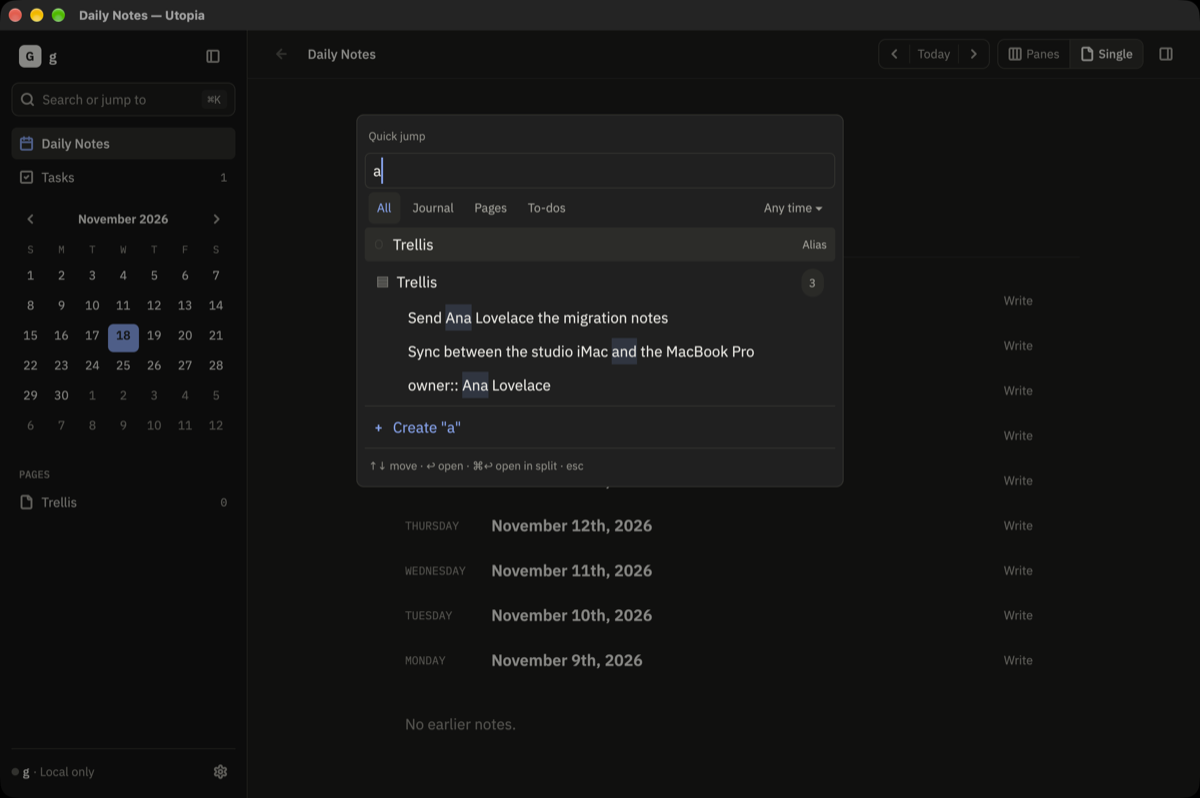 Daily Notes — Utopia
G g
Search or jump to ⌘K
Daily Notes
Tasks 1
November 2026
S M T W T F S
1 2 3 4 5 6 7
8 9 10 11 12 13 14
15 16 17 18 19 20 21
22 23 24 25 26 27 28
29 30 1 2 3 4 5
6 7 8 9 10 11 12
PAGES
Trellis 0
g · Local only
Daily Notes
Today
Panes
Single
Quick jump
a
All Journal Pages To-dos Any time
Trellis Alias
Trellis 3
Send Ana Lovelace the migration notes
Sync between the studio iMac and the MacBook Pro
owner:: Ana Lovelace
+ Create "a"
↑↓ move · ↩ open · ⌘↩ open in split · esc
Write
Write
Write
Write
Write
THURSDAY November 12th, 2026 Write
WEDNESDAY November 11th, 2026 Write
TUESDAY November 10th, 2026 Write
MONDAY November 9th, 2026 Write
No earlier notes.